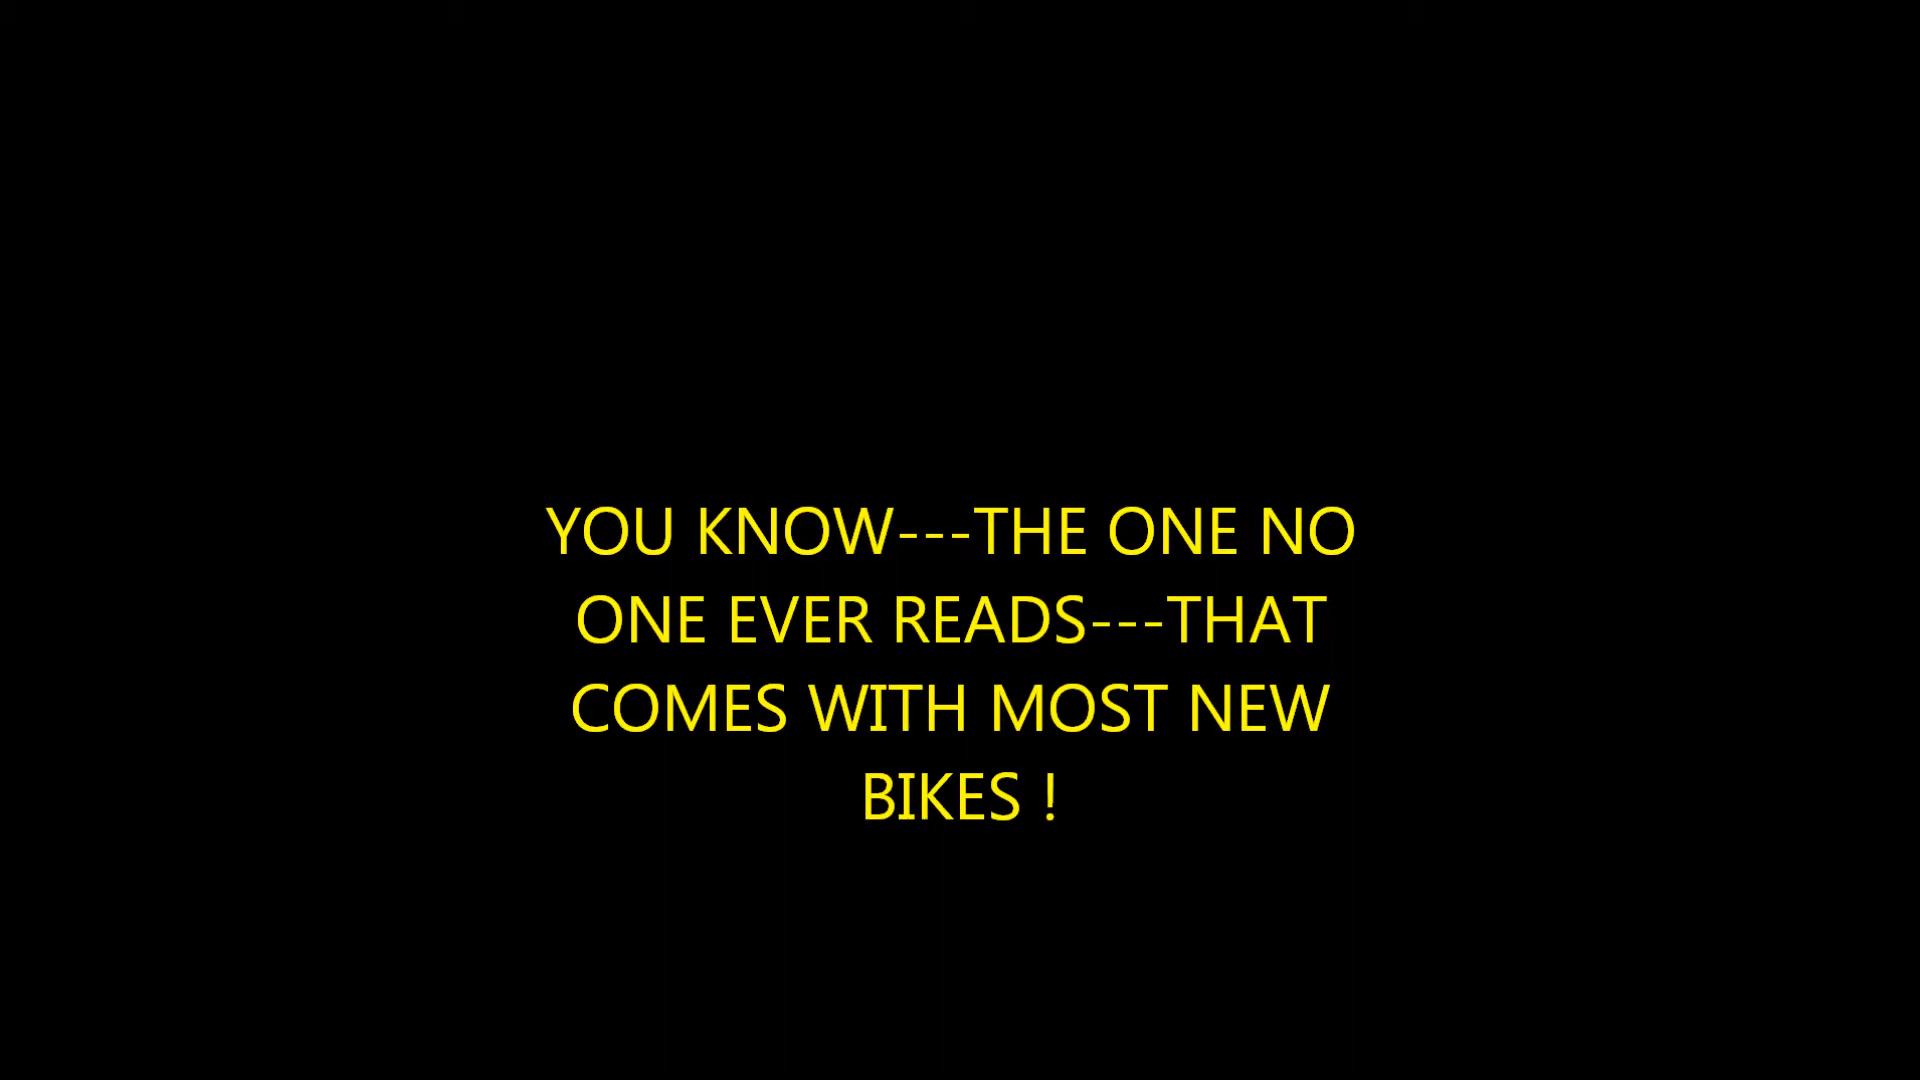 YOU KNOW---THE ONE NO
ONE EVER READS---THAT
COMES WITH MOST NEW
BIKES !